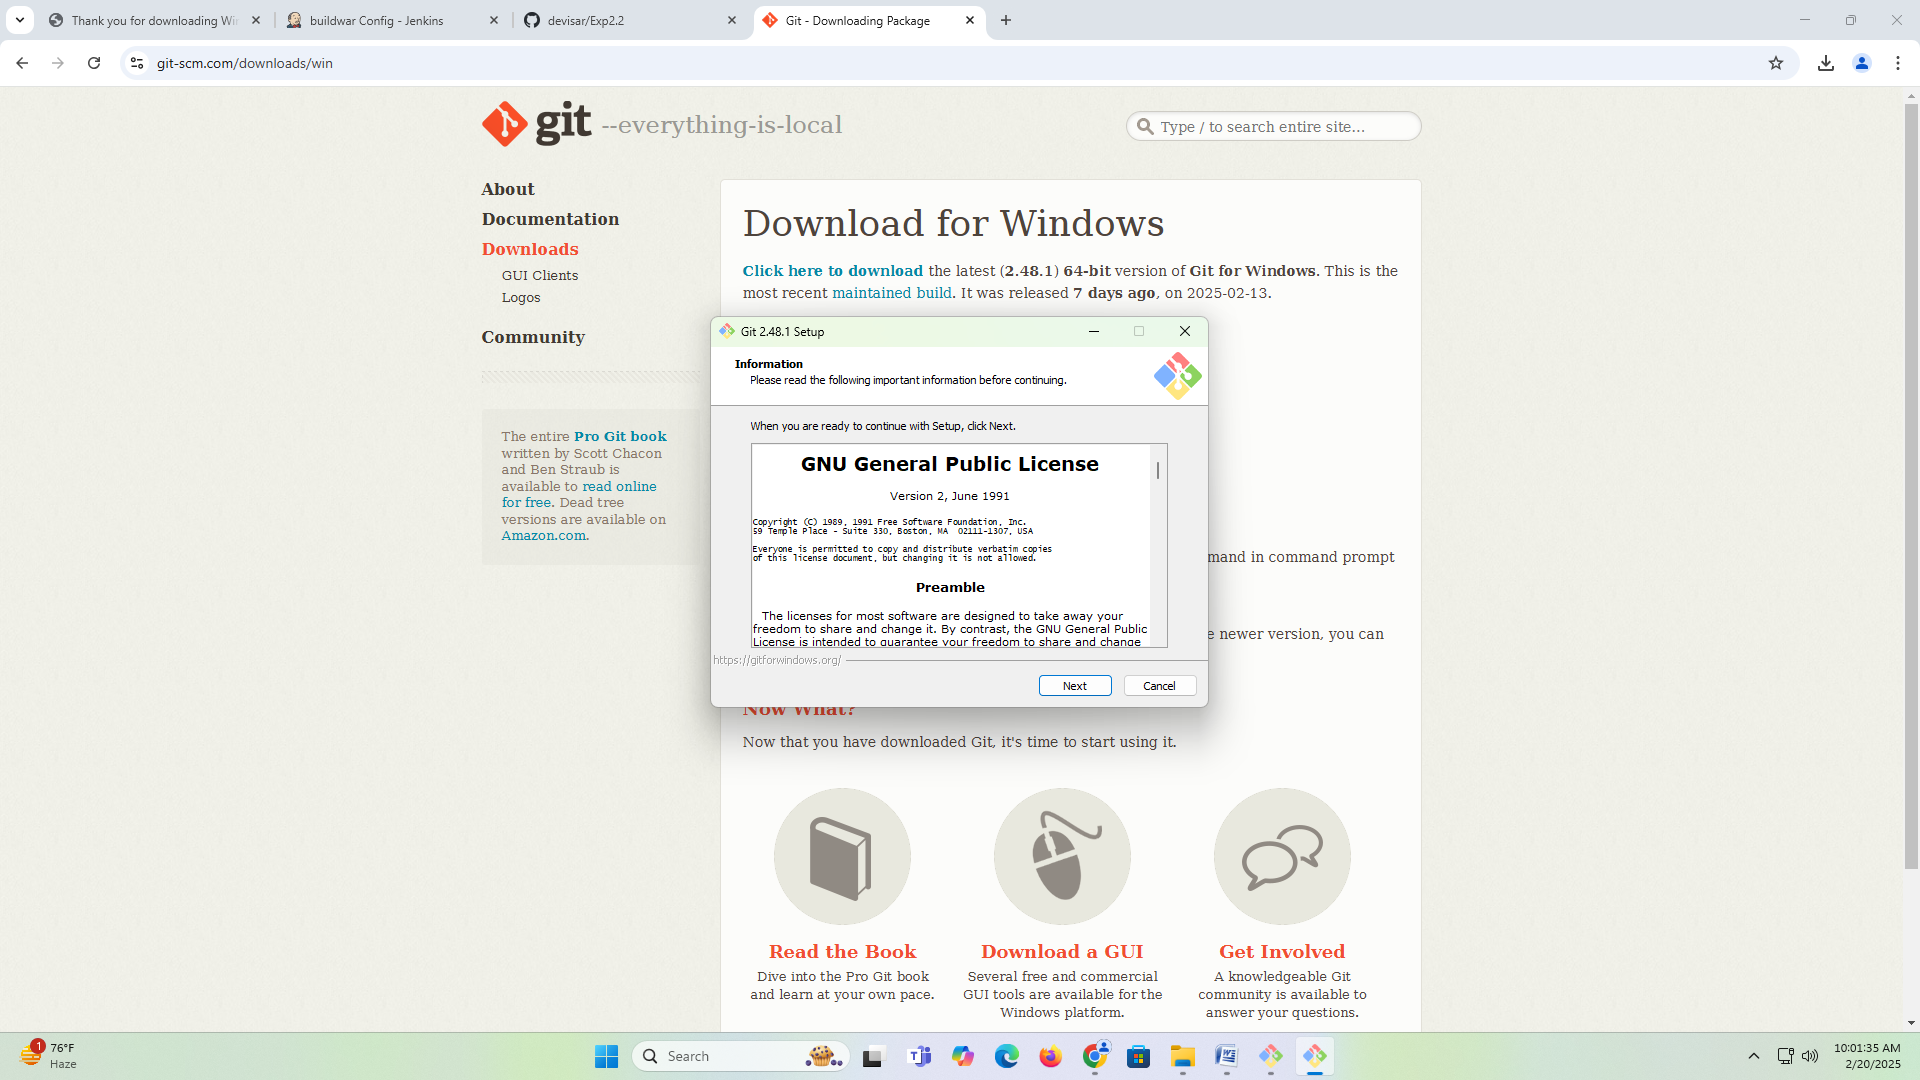 Thank you for downloading Wi
buildwar Config - Jenkins
devisar/Exp2.2
Git - Downloading Package
git-scm.com/downloads/win
git --everything-is-local
Type / to search entire site...
About
Documentation
Downloads
GUI Clients
Logos
Community
The entire Pro Git book
written by Scott Chacon
and Ben Straub is
available to read online
for free. Dead tree
versions are available on
Amazon.com.
Download for Windows
Click here to download the latest (2.48.1) 64-bit version of Git for Windows. This is the
most recent maintained build. It was released 7 days ago, on 2025-02-13.
Git 2.48.1 Setup
Information
Please read the following important information before continuing.
When you are ready to continue with Setup, click Next.
GNU General Public License
Version 2, June 1991
Copyright (C) 1989, 1991 Free Software Foundation, Inc.
59 Temple Place - Suite 330, Boston, MA  02111-1307, USA
Everyone is permitted to copy and distribute verbatim copies
of this license document, but changing it is not allowed.
Preamble
The licenses for most software are designed to take away your
freedom to share and change it. By contrast, the GNU General Public
License is intended to guarantee your freedom to share and change
https://gitforwindows.org/
Next
Cancel
mand in command prompt
e newer version, you can
Now What?
Now that you have downloaded Git, it's time to start using it.
Read the Book
Dive into the Pro Git book
and learn at your own pace.
Download a GUI
Several free and commercial
GUI tools are available for the
Windows platform.
Get Involved
A knowledgeable Git
community is available to
answer your questions.
1
76°F
Haze
Search
10:01:35 AM
2/20/2025